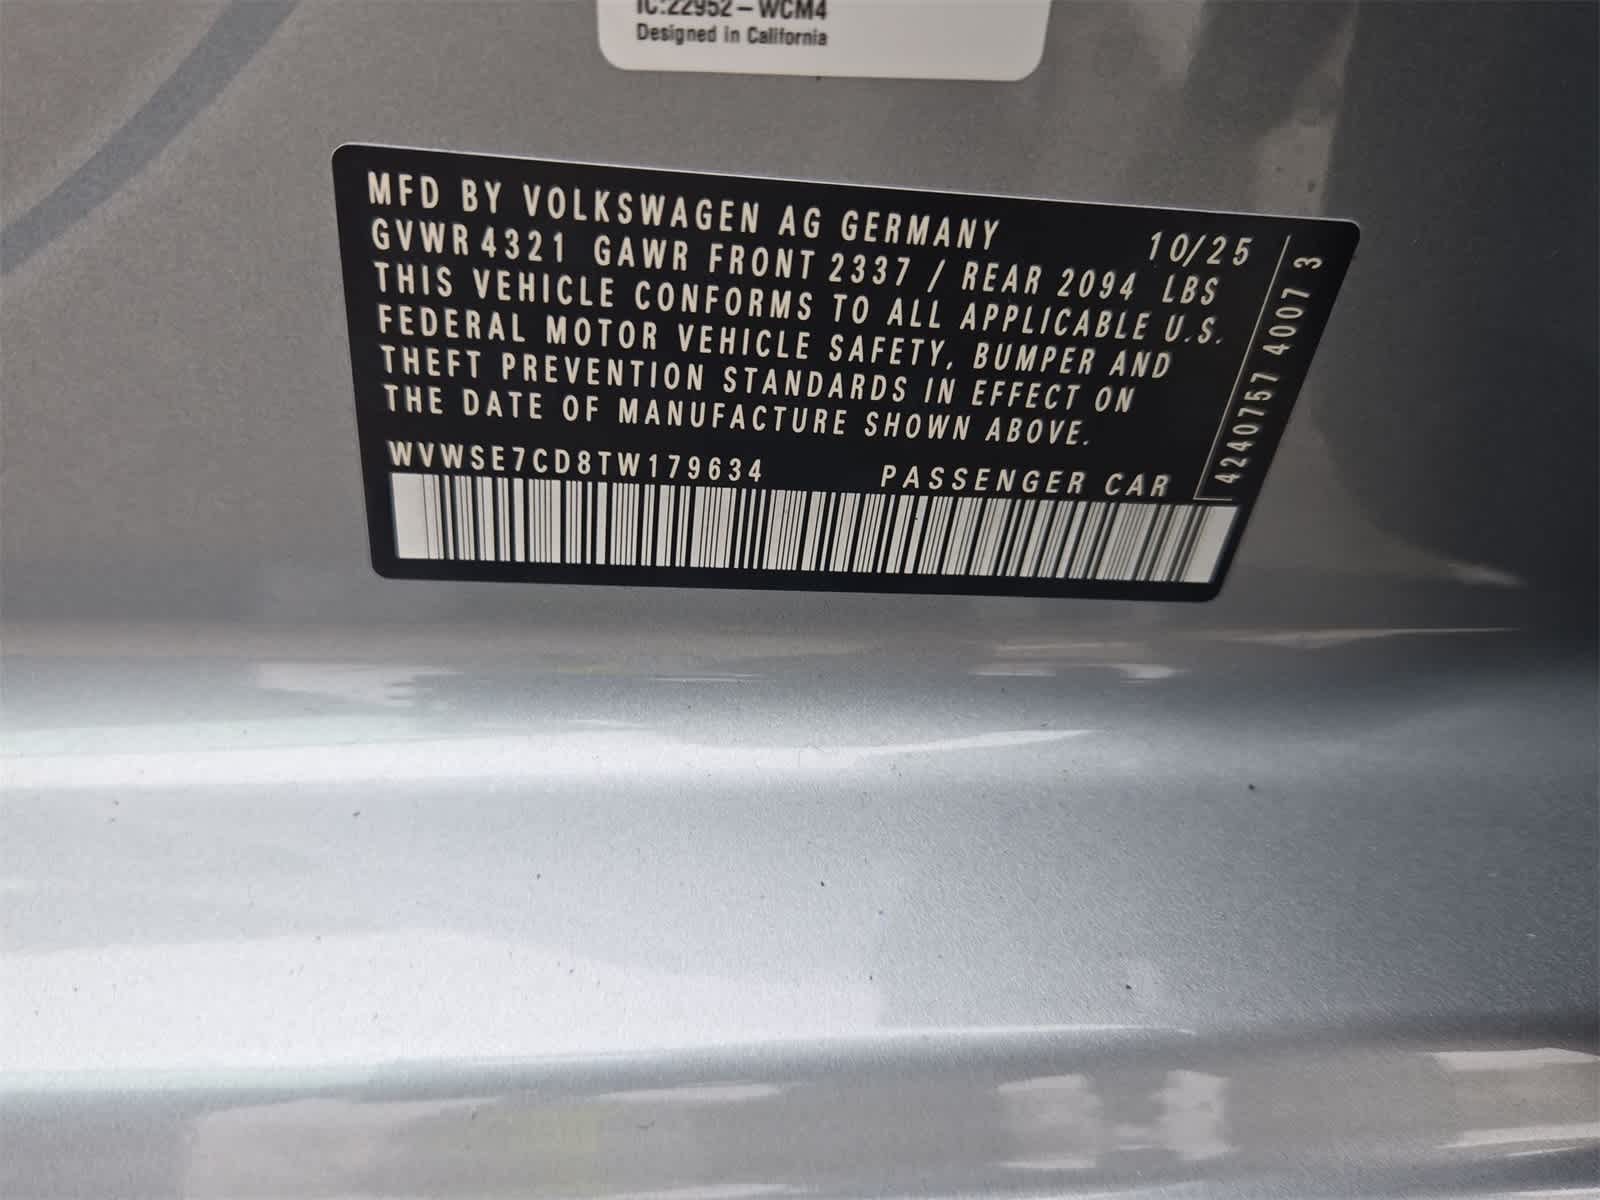 IC:22952-WCM4
Designed in California
MFD BY VOLKSWAGEN AG GERMANY 10/25
GVWR 4321 GAWR FRONT 2337 / REAR 2094 LBS
THIS VEHICLE CONFORMS TO ALL APPLICABLE U.S.
FEDERAL MOTOR VEHICLE SAFETY, BUMPER AND
THEFT PREVENTION STANDARDS IN EFFECT ON
THE DATE OF MANUFACTURE SHOWN ABOVE.
WVWSE7CD8TW179634 PASSENGER CAR
4240757 4007 3